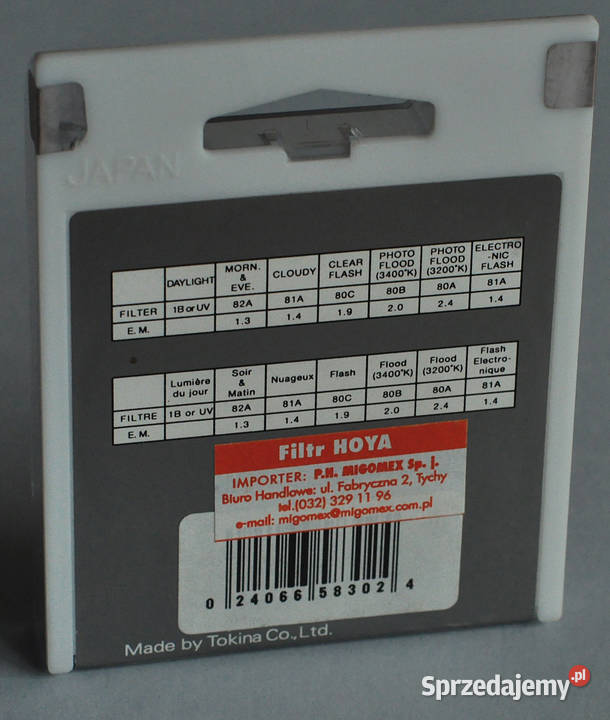 JAPAN
DAYLIGHT MORN. & EVE. CLOUDY CLEAR FLASH PHOTO FLOOD (3400°K) PHOTO FLOOD (3200°K) ELECTRO -NIC FLASH
FILTER 1B or UV 82A 81A 80C 80B 80A 81A
E.M. 1.3 1.4 1.9 2.0 2.4 1.4
Lumière du jour Soir & Matin Nuageux Flash Flood (3400°K) Flood (3200°K) Flash Electro- nique
FILTRE 1B or UV 82A 81A 80C 80B 80A 81A
E.M. 1.3 1.4 1.9 2.0 2.4 1.4
Filtr HOYA
IMPORTER: P.H. MIGOMEX Sp. j.
Biuro Handlowe: ul. Fabryczna 2, Tychy
tel.(032) 329 11 96
e-mail: migomex@migomex.com.pl
0 24066 58302 4
Made by Tokina Co., Ltd.
Sprzedajemy.pl